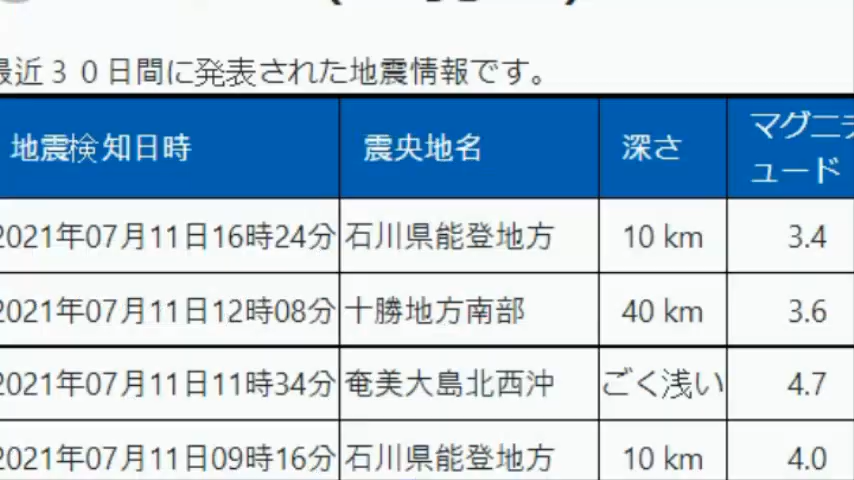 最近30日間に発表された地震情報です。
地震検知日時 震央地名 深さ マグニチ
ュード
2021年07月11日16時24分 石川県能登地方 10 km 3.4
2021年07月11日12時08分 十勝地方南部 40 km 3.6
2021年07月11日11時34分 奄美大島北西沖 ごく浅い 4.7
2021年07月11日09時16分 石川県能登地方 10 km 4.0